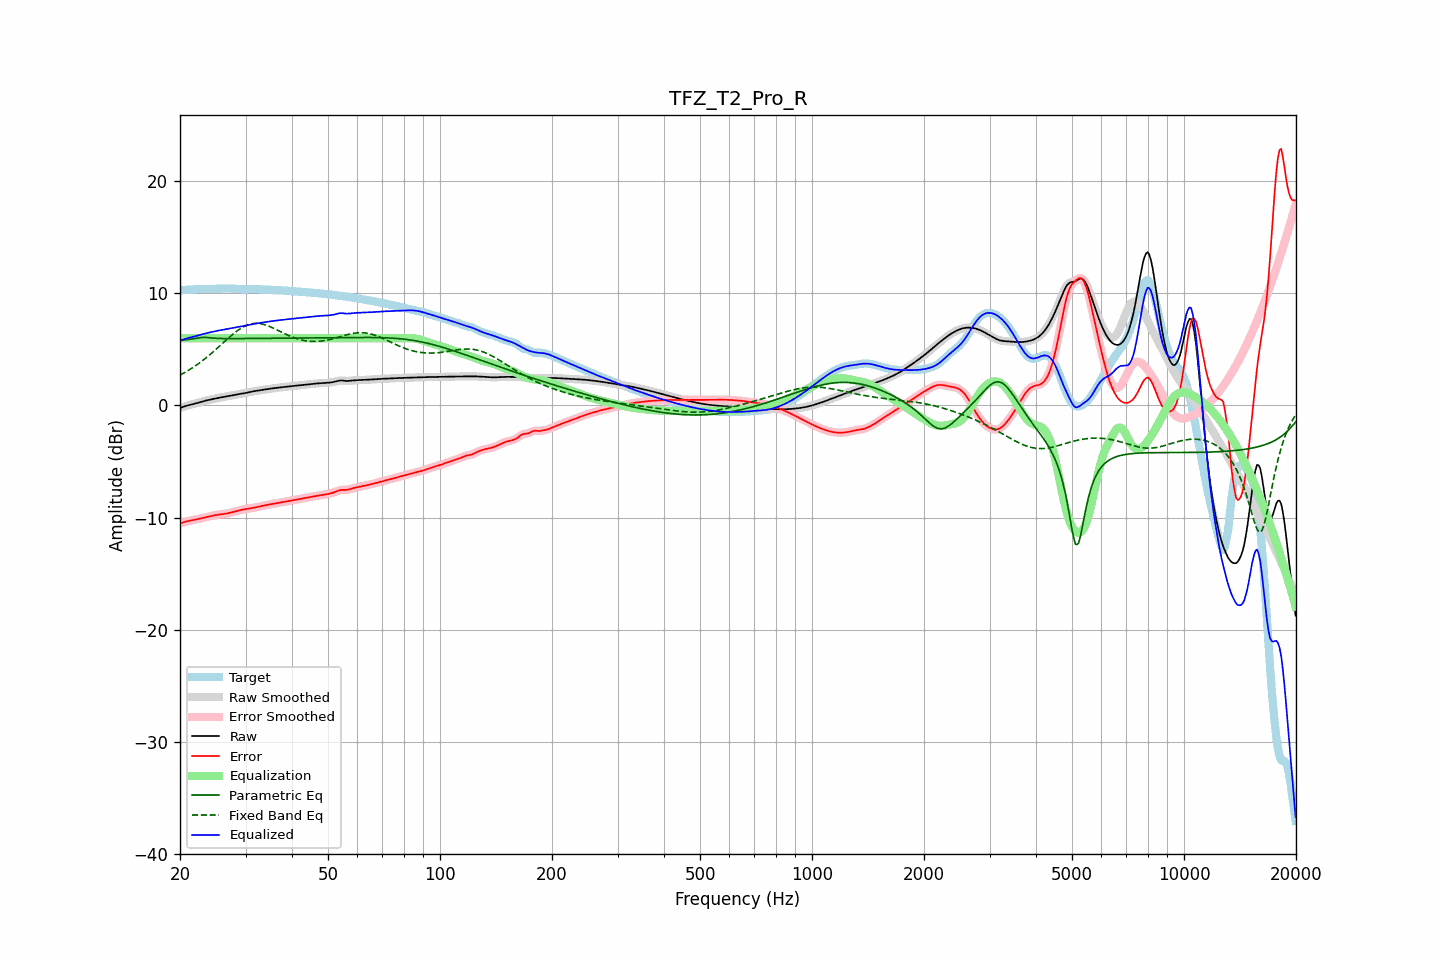 TFZ_T2_Pro_R
Amplitude (dBr)
20
10
0
−10
−20
−30
−40
Target
Raw Smoothed
Error Smoothed
Raw
Error
Equalization
Parametric Eq
Fixed Band Eq
Equalized
20 50 100 200 500 1000 2000 5000 10000 20000
Frequency (Hz)